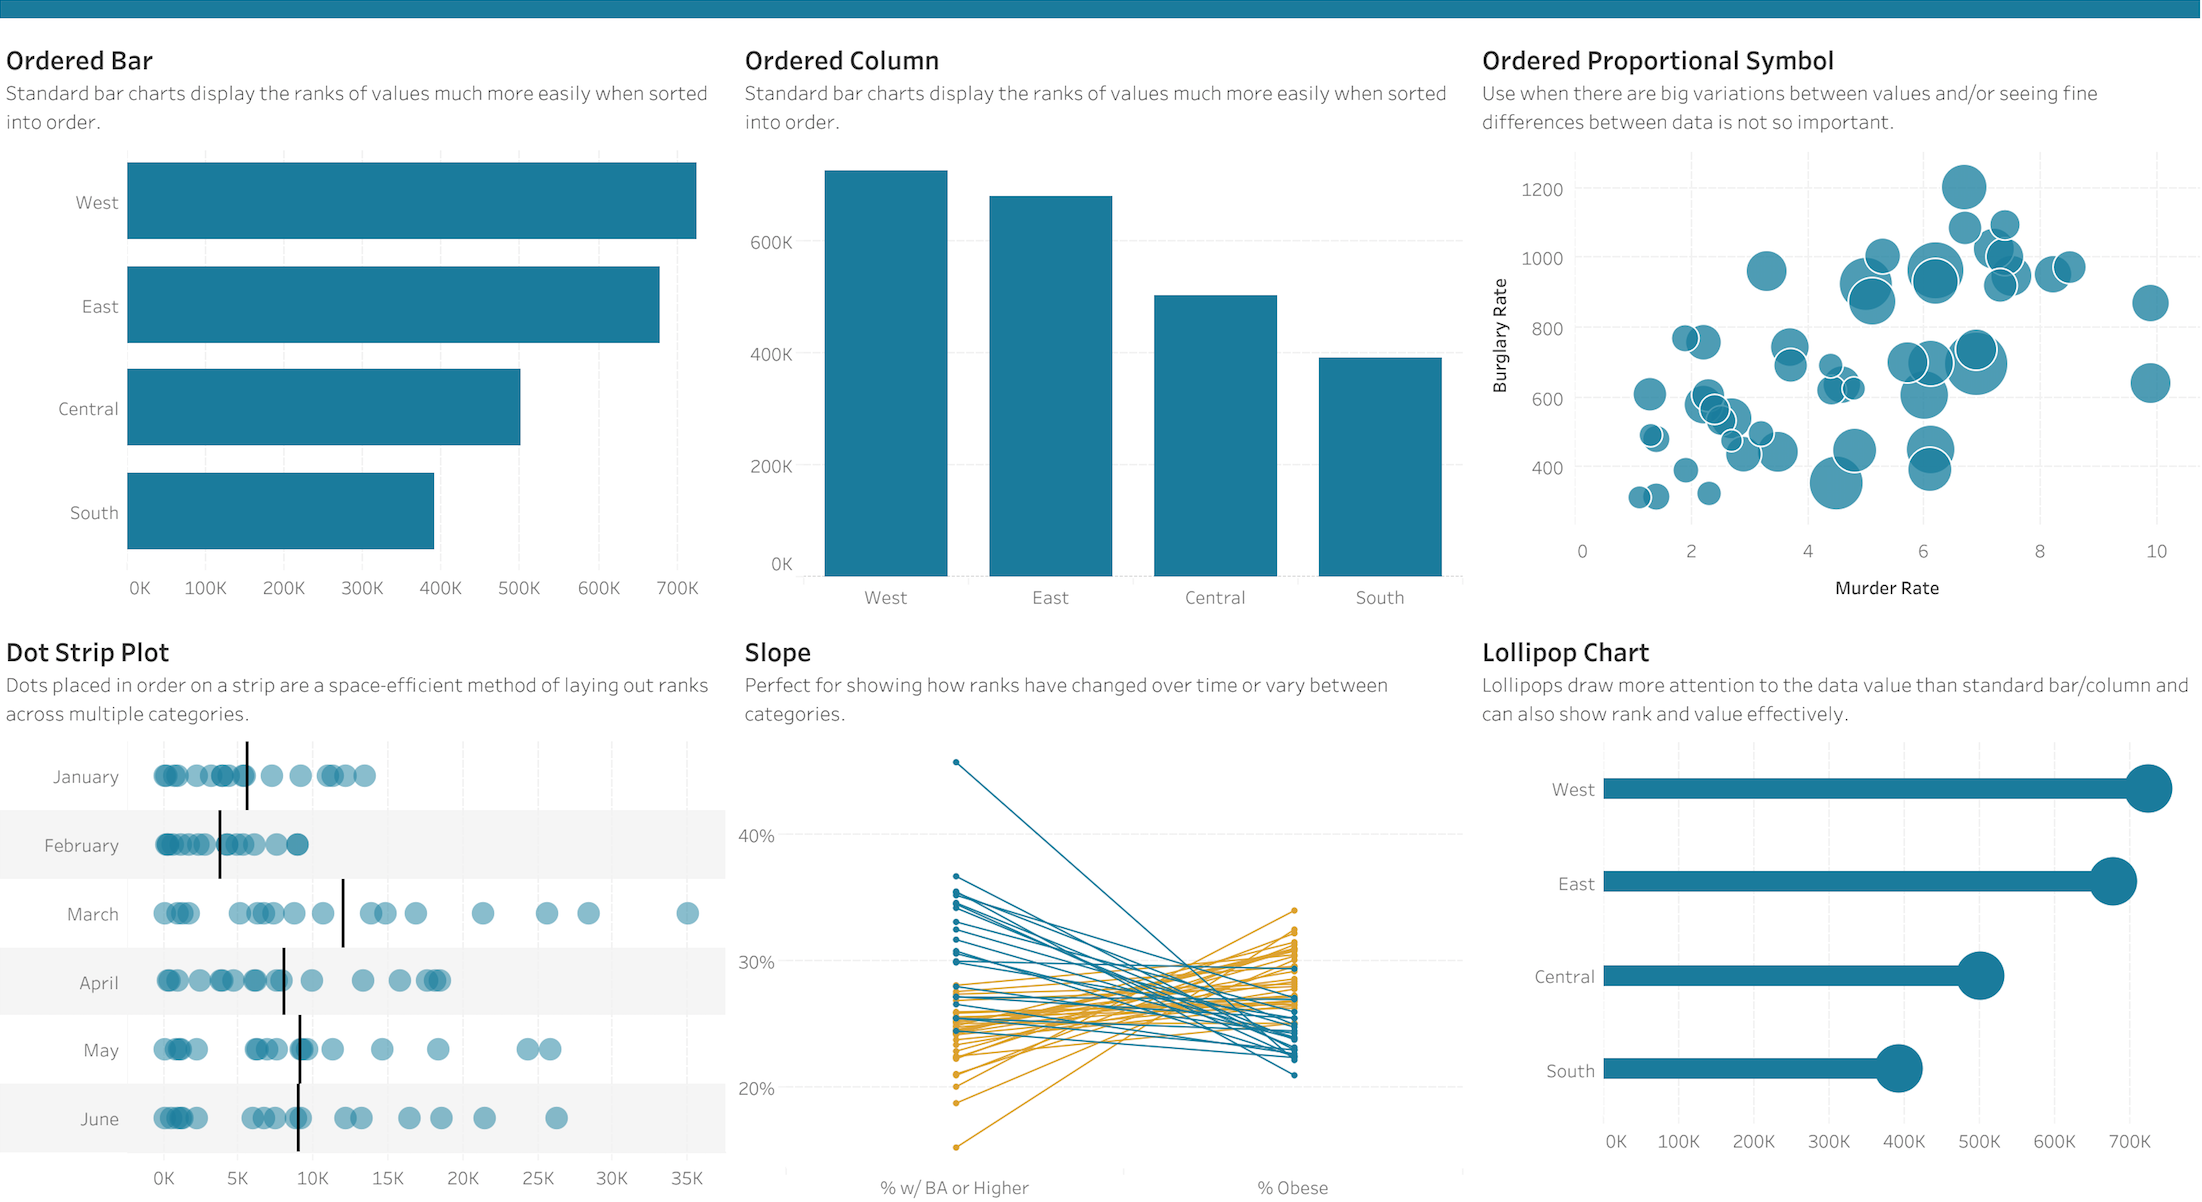 Ordered Bar
Standard bar charts display the ranks of values much more easily when sorted
into order.
West
East
Central
South
0K 100K 200K 300K 400K 500K 600K 700K
Ordered Column
Standard bar charts display the ranks of values much more easily when sorted
into order.
600K
400K
200K
0K
West East Central South
Ordered Proportional Symbol
Use when there are big variations between values and/or seeing fine
differences between data is not so important.
Burglary Rate
1200
1000
800
600
400
0 2 4 6 8 10
Murder Rate
Dot Strip Plot
Dots placed in order on a strip are a space-efficient method of laying out ranks
across multiple categories.
January
February
March
April
May
June
0K 5K 10K 15K 20K 25K 30K 35K
Slope
Perfect for showing how ranks have changed over time or vary between
categories.
40%
30%
20%
% w/ BA or Higher % Obese
Lollipop Chart
Lollipops draw more attention to the data value than standard bar/column and
can also show rank and value effectively.
West
East
Central
South
0K 100K 200K 300K 400K 500K 600K 700K